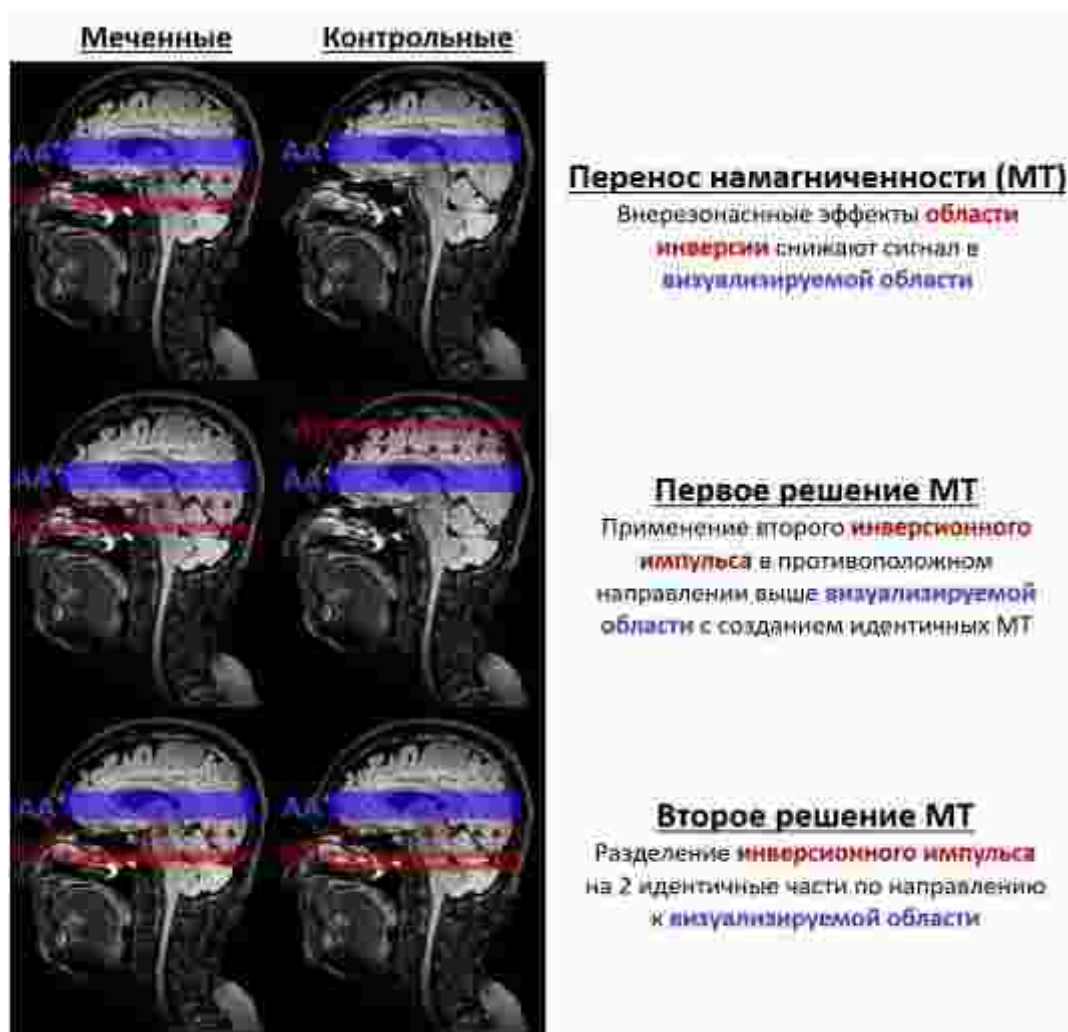 Меченные
Контрольные
Перенос намагниченности (МТ)
Внерезонаснные эффекты области
инверсии снижают сигнал в
визуализируемой области
Первое решение МТ
Применение второго инверсионного
импульса в противоположном
направлении выше визуализируемой
области с созданием идентичных МТ
Второе решение МТ
Разделение инверсионного импульса
на 2 идентичные части по направлению
к визуализируемой области